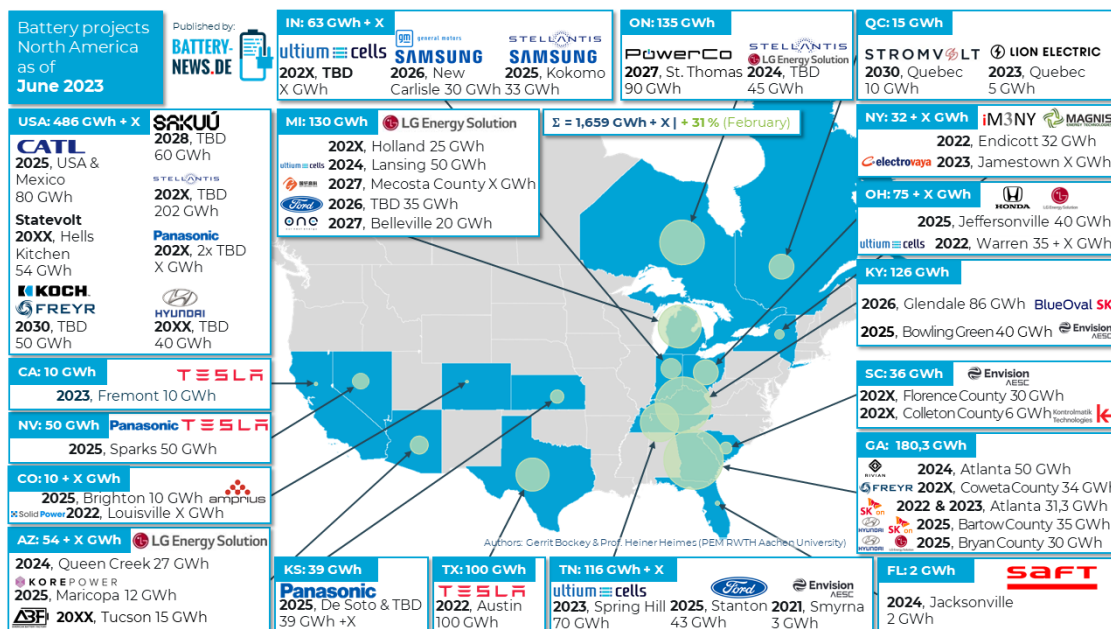 Battery projects
North America
as of
June 2023
Published by:
BATTERY-
NEWS.DE
IN: 63 GWh + X
ultium cells
202X, TBD
X GWh
gm general motors
SAMSUNG
2026, New
Carlisle 30 GWh
STELLANTIS
SAMSUNG
2025, Kokomo
33 GWh
ON: 135 GWh
POWERCO
2027, St. Thomas
90 GWh
STELLANTIS
LG Energy Solution
2024, TBD
45 GWh
QC: 15 GWh
STROMVOLT
2030, Quebec
10 GWh
LION ELECTRIC
2023, Quebec
5 GWh
USA: 486 GWh + X
CATL
2025, USA &
Mexico
80 GWh
Statevolt
20XX, Hells
Kitchen
54 GWh
KOCH
FREYR
2030, TBD
50 GWh
SAKUÚ
2028, TBD
60 GWh
STELLANTIS
202X, TBD
202 GWh
Panasonic
202X, 2x TBD
X GWh
HYUNDAI
20XX, TBD
40 GWh
MI: 130 GWh
LG Energy Solution
202X, Holland 25 GWh
ultium cells 2024, Lansing 50 GWh
2027, Mecosta County X GWh
Ford 2026, TBD 35 GWh
one 2027, Belleville 20 GWh
Σ = 1,659 GWh + X | + 31 % (February)
NY: 32 + X GWh
iM3NY MAGNIS
2022, Endicott 32 GWh
electrovaya 2023, Jamestown X GWh
OH: 75 + X GWh
HONDA LG Energy Solution
2025, Jeffersonville 40 GWh
ultium cells 2022, Warren 35 + X GWh
KY: 126 GWh
2026, Glendale 86 GWh BlueOval SK
2025, Bowling Green 40 GWh Envision AESC
CA: 10 GWh
TESLA
2023, Fremont 10 GWh
NV: 50 GWh
Panasonic TESLA
2025, Sparks 50 GWh
CO: 10 + X GWh
2025, Brighton 10 GWh amprius
Solid Power 2022, Louisville X GWh
AZ: 54 + X GWh
LG Energy Solution
2024, Queen Creek 27 GWh
KOREPOWER
2025, Maricopa 12 GWh
ABF 20XX, Tucson 15 GWh
SC: 36 GWh
Envision AESC
202X, Florence County 30 GWh
202X, Colleton County 6 GWh Kontrolmatik Technologies
GA: 180,3 GWh
RIVIAN 2024, Atlanta 50 GWh
FREYR 202X, Coweta County 34 GWh
SK on 2022 & 2023, Atlanta 31,3 GWh
HYUNDAI SK on 2025, Bartow County 35 GWh
HYUNDAI 2025, Bryan County 30 GWh
Authors: Gerrit Bockey & Prof. Heiner Heimes (PEM RWTH Aachen University)
KS: 39 GWh
Panasonic
2025, De Soto & TBD
39 GWh +X
TX: 100 GWh
TESLA
2022, Austin
100 GWh
TN: 116 GWh + X
ultium cells
2023, Spring Hill
70 GWh
Ford
2025, Stanton
43 GWh
Envision AESC
2021, Smyrna
3 GWh
FL: 2 GWh
SAFT
2024, Jacksonville
2 GWh